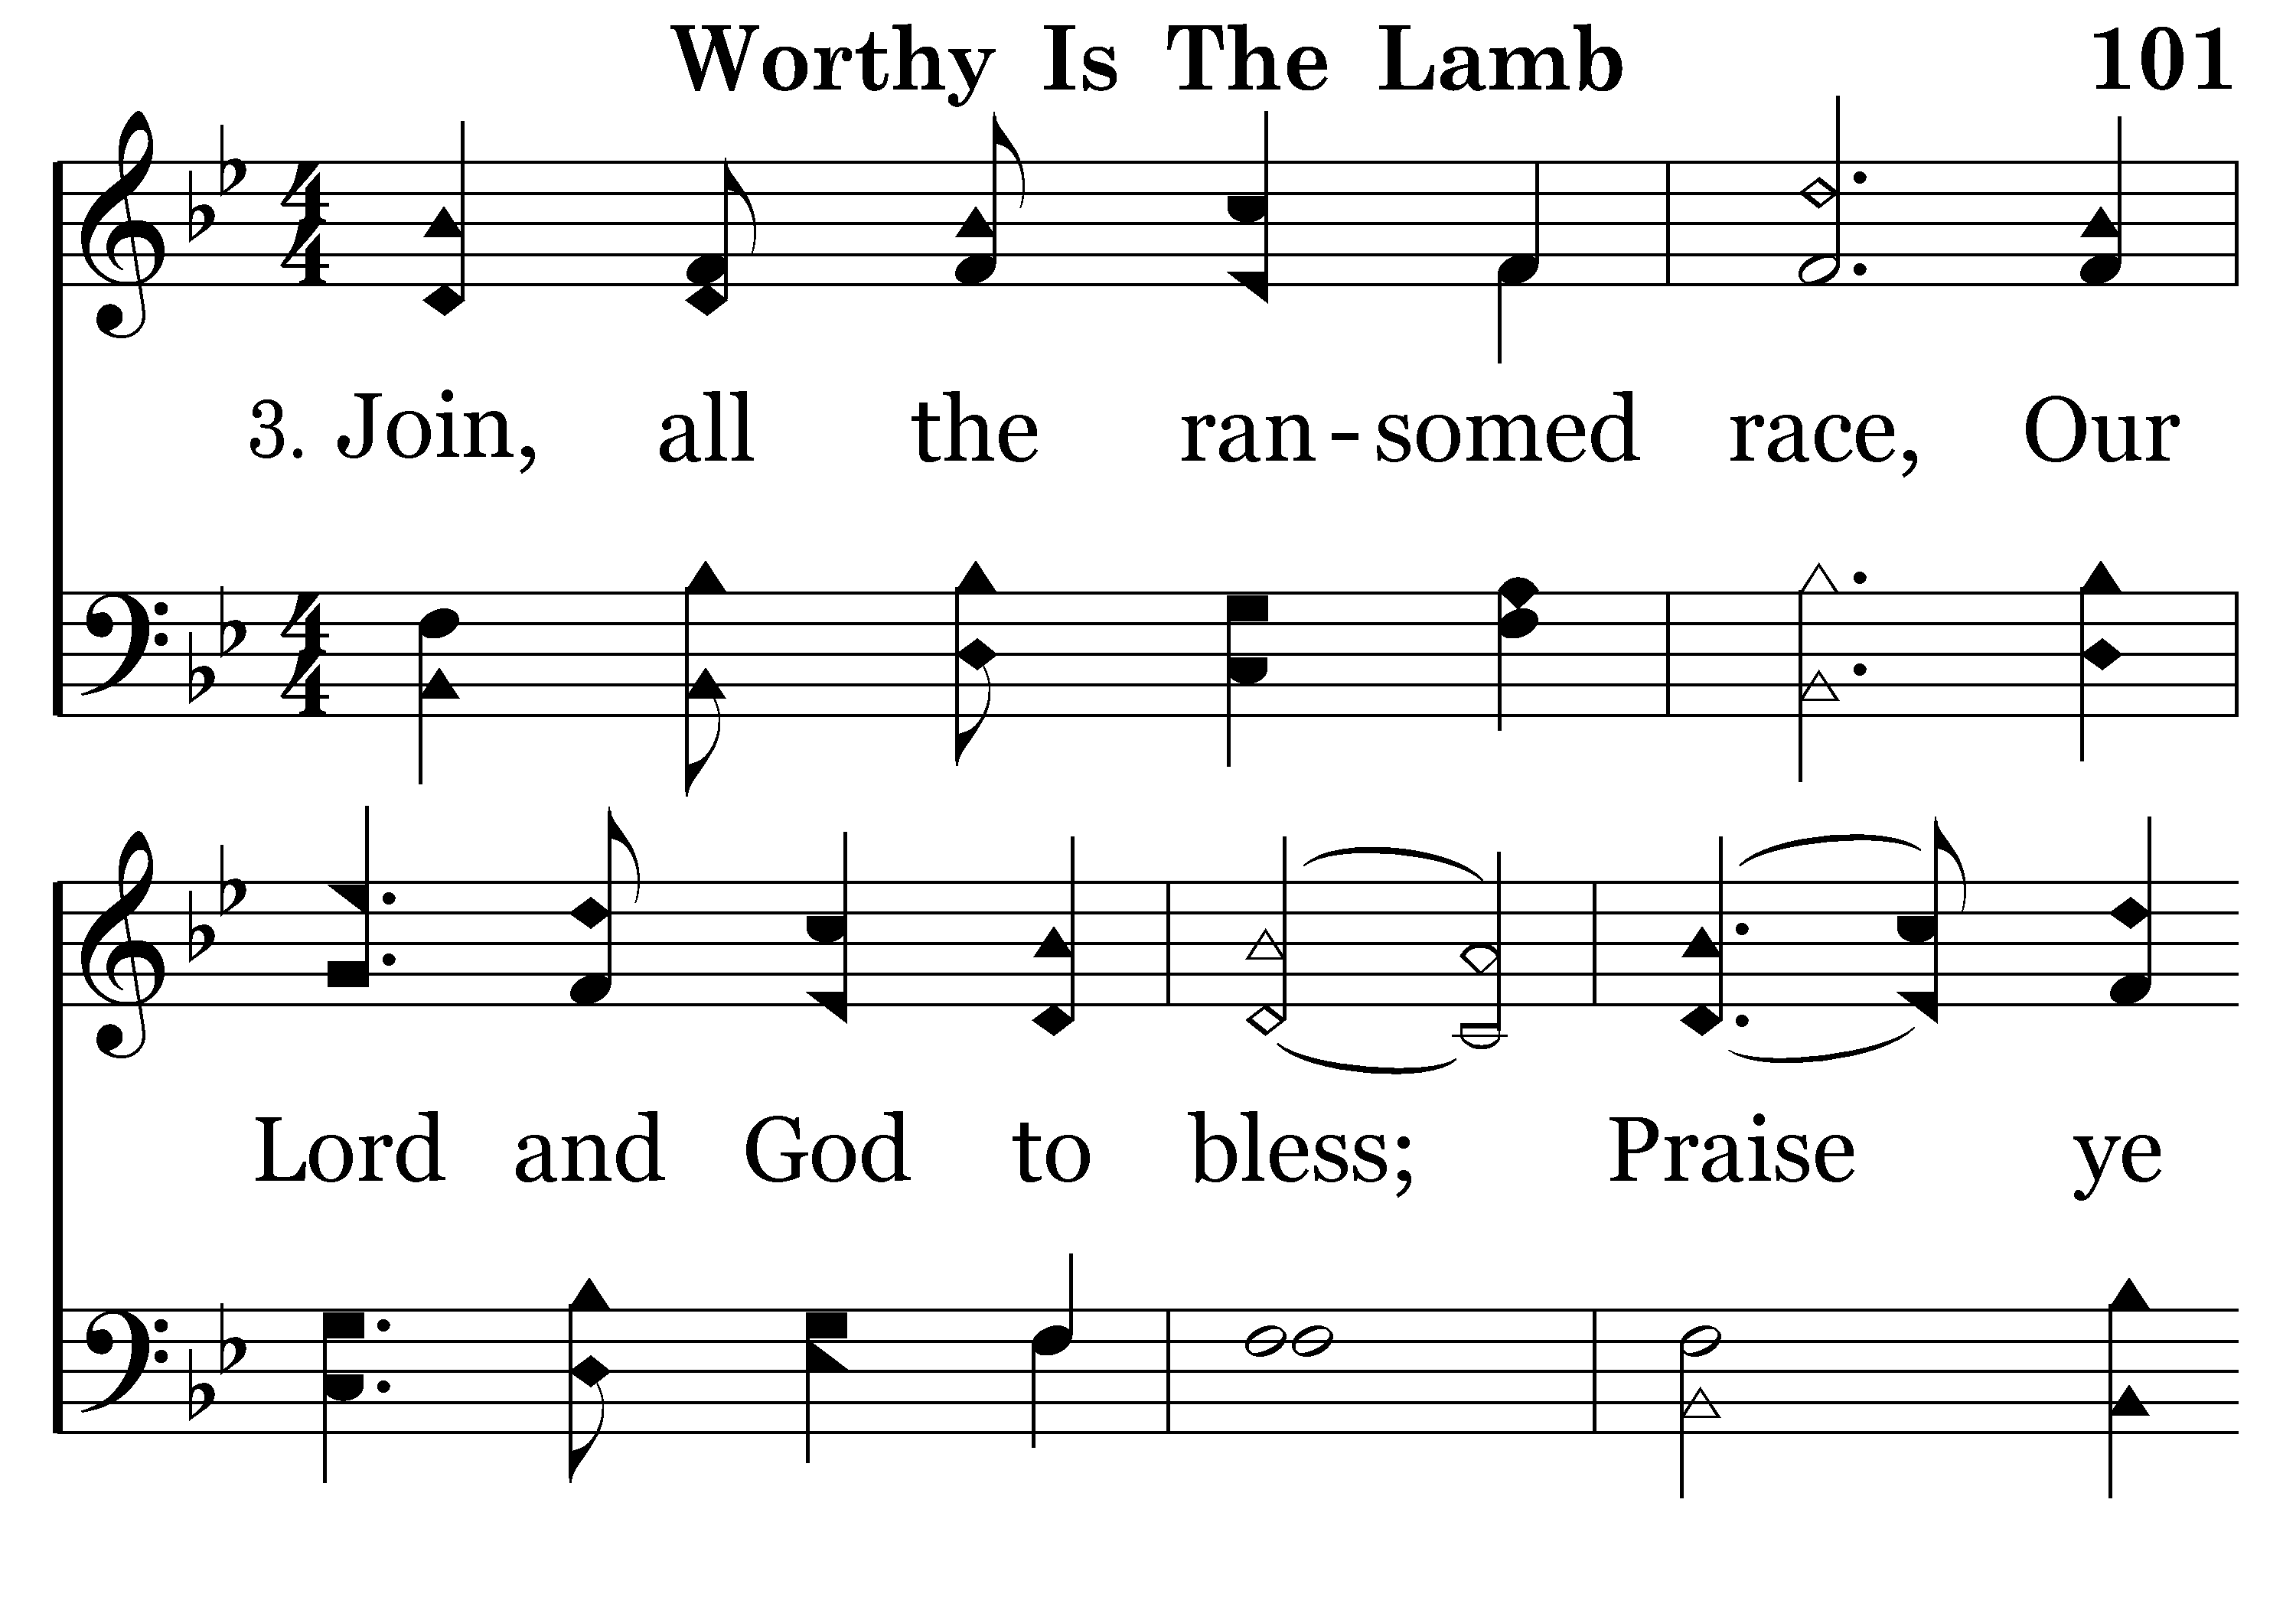 Worthy Is The Lamb 101
3. Join, all the ran-somed race, Our
Lord and God to bless; Praise ye